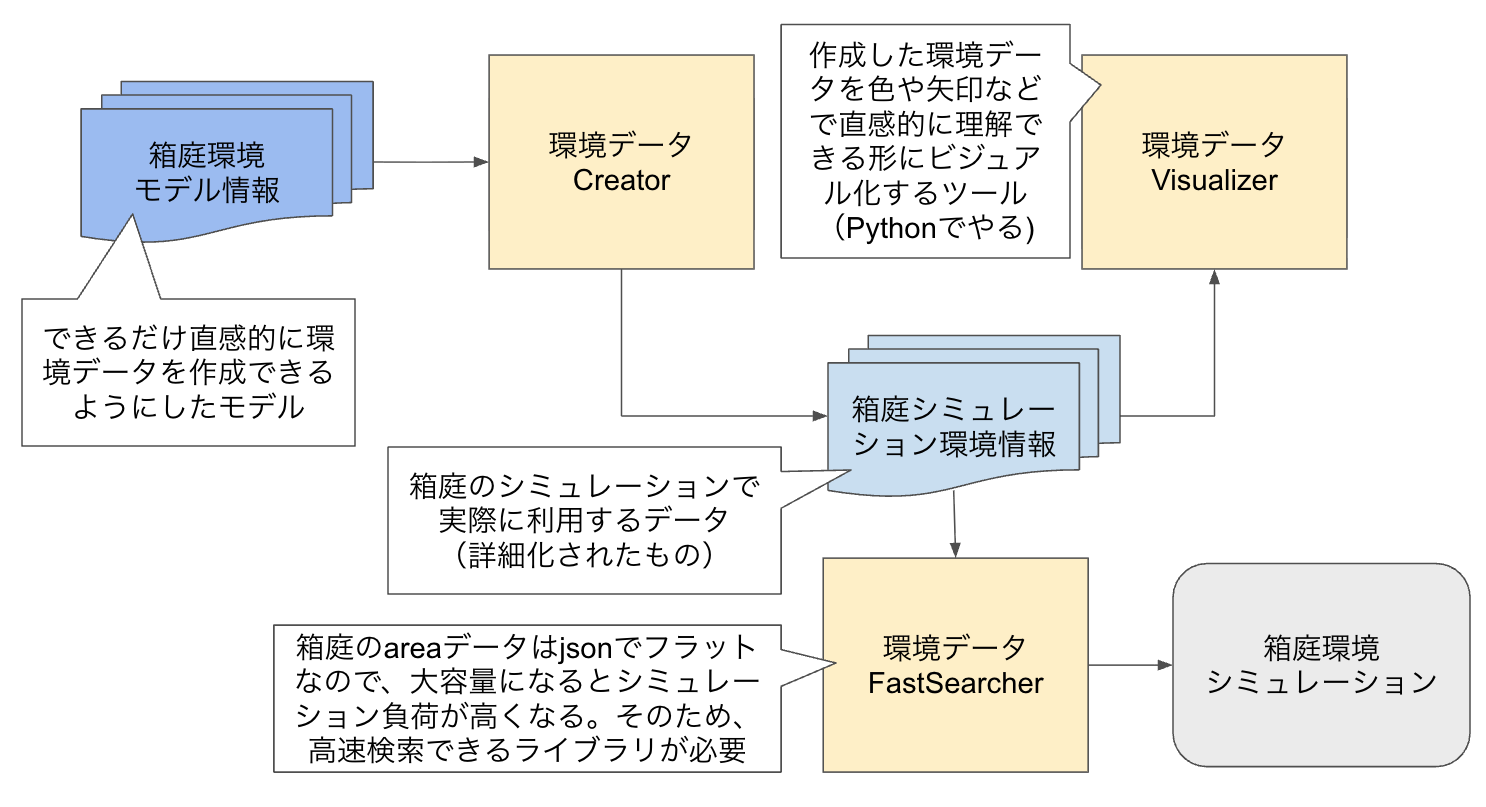 箱庭環境
モデル情報
環境データ
Creator
作成した環境デー
タを色や矢印など
で直感的に理解で
きる形にビジュア
ル化するツール
（Pythonでやる)
環境データ
Visualizer
できるだけ直感的に環
境データを作成できる
ようにしたモデル
箱庭シミュレー
ション環境情報
箱庭のシミュレーションで
実際に利用するデータ
（詳細化されたもの）
箱庭のareaデータはjsonでフラット
なので、大容量になるとシミュレー
ション負荷が高くなる。そのため、
高速検索できるライブラリが必要
環境データ
FastSearcher
箱庭環境
シミュレーション